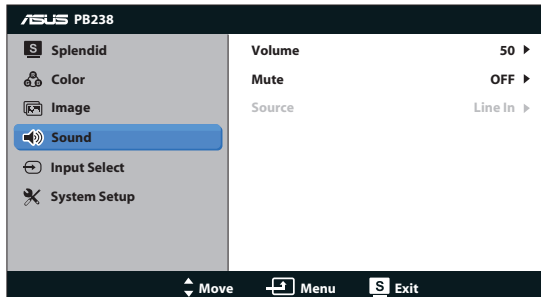 ASUS PB238
S Splendid
Color
Image
Sound
Input Select
System Setup
Volume 50
Mute OFF
Source Line In
Move Menu S Exit